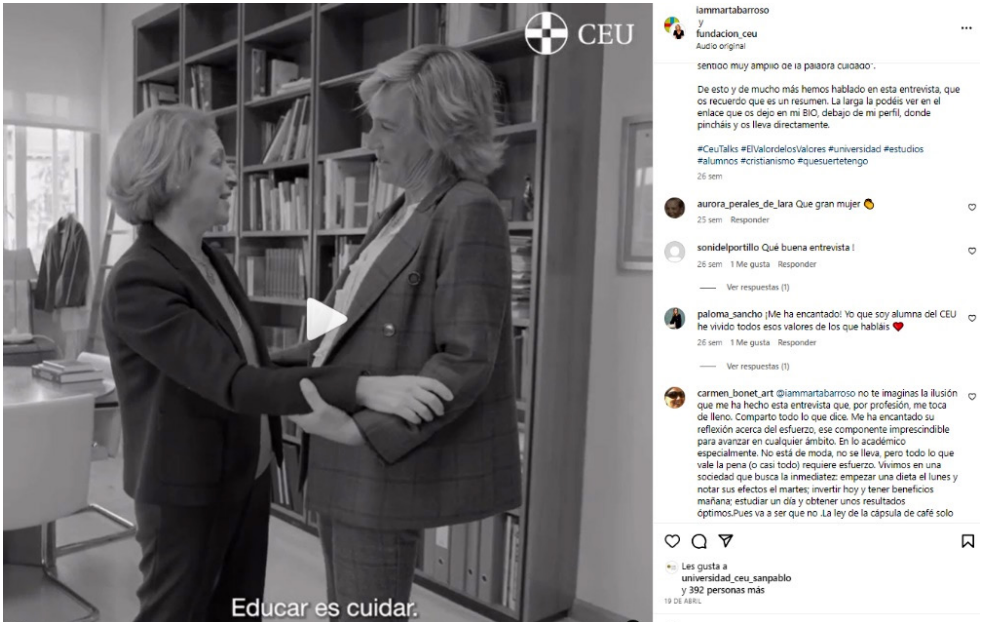 CEU
Educar es cuidar.
iammartabarroso
y
fundacion_ceu
Audio original
sentido muy amplio de la palabra cuidado".
De esto y de mucho más hemos hablado en esta entrevista, que
os recuerdo que es un resumen. La larga la podéis ver en el
enlace que os dejo en mi BIO, debajo de mi perfil, donde
pincháis y os lleva directamente.
#CeuTalks #ElValordelosValores #universidad #estudios
#alumnos #cristianismo #quesuertetengo
26 sem
aurora_perales_de_lara Que gran mujer 👏
25 sem Responder
sonidelportillo Qué buena entrevista !
26 sem 1 Me gusta Responder
Ver respuestas (1)
paloma_sancho ¡Me ha encantado! Yo que soy alumna del CEU
he vivido todos esos valores de los que habláis ❤️
26 sem 1 Me gusta Responder
Ver respuestas (1)
carmen_bonet_art @iammartabarroso no te imaginas la ilusión
que me ha hecho esta entrevista que, por profesión, me toca
de lleno. Comparto todo lo que dice. Me ha encantado su
reflexión acerca del esfuerzo, ese componente imprescindible
para avanzar en cualquier ámbito. En lo académico
especialmente. No está de moda, no se lleva, pero todo lo que
vale la pena (o casi todo) requiere esfuerzo. Vivimos en una
sociedad que busca la inmediatez: empezar una dieta el lunes y
notar sus efectos el martes; invertir hoy y tener beneficios
mañana; estudiar un día y obtener unos resultados
óptimos.Pues va a ser que no .La ley de la cápsula de café solo
Les gusta a
universidad_ceu_sanpablo
y 392 personas más
19 DE ABRIL